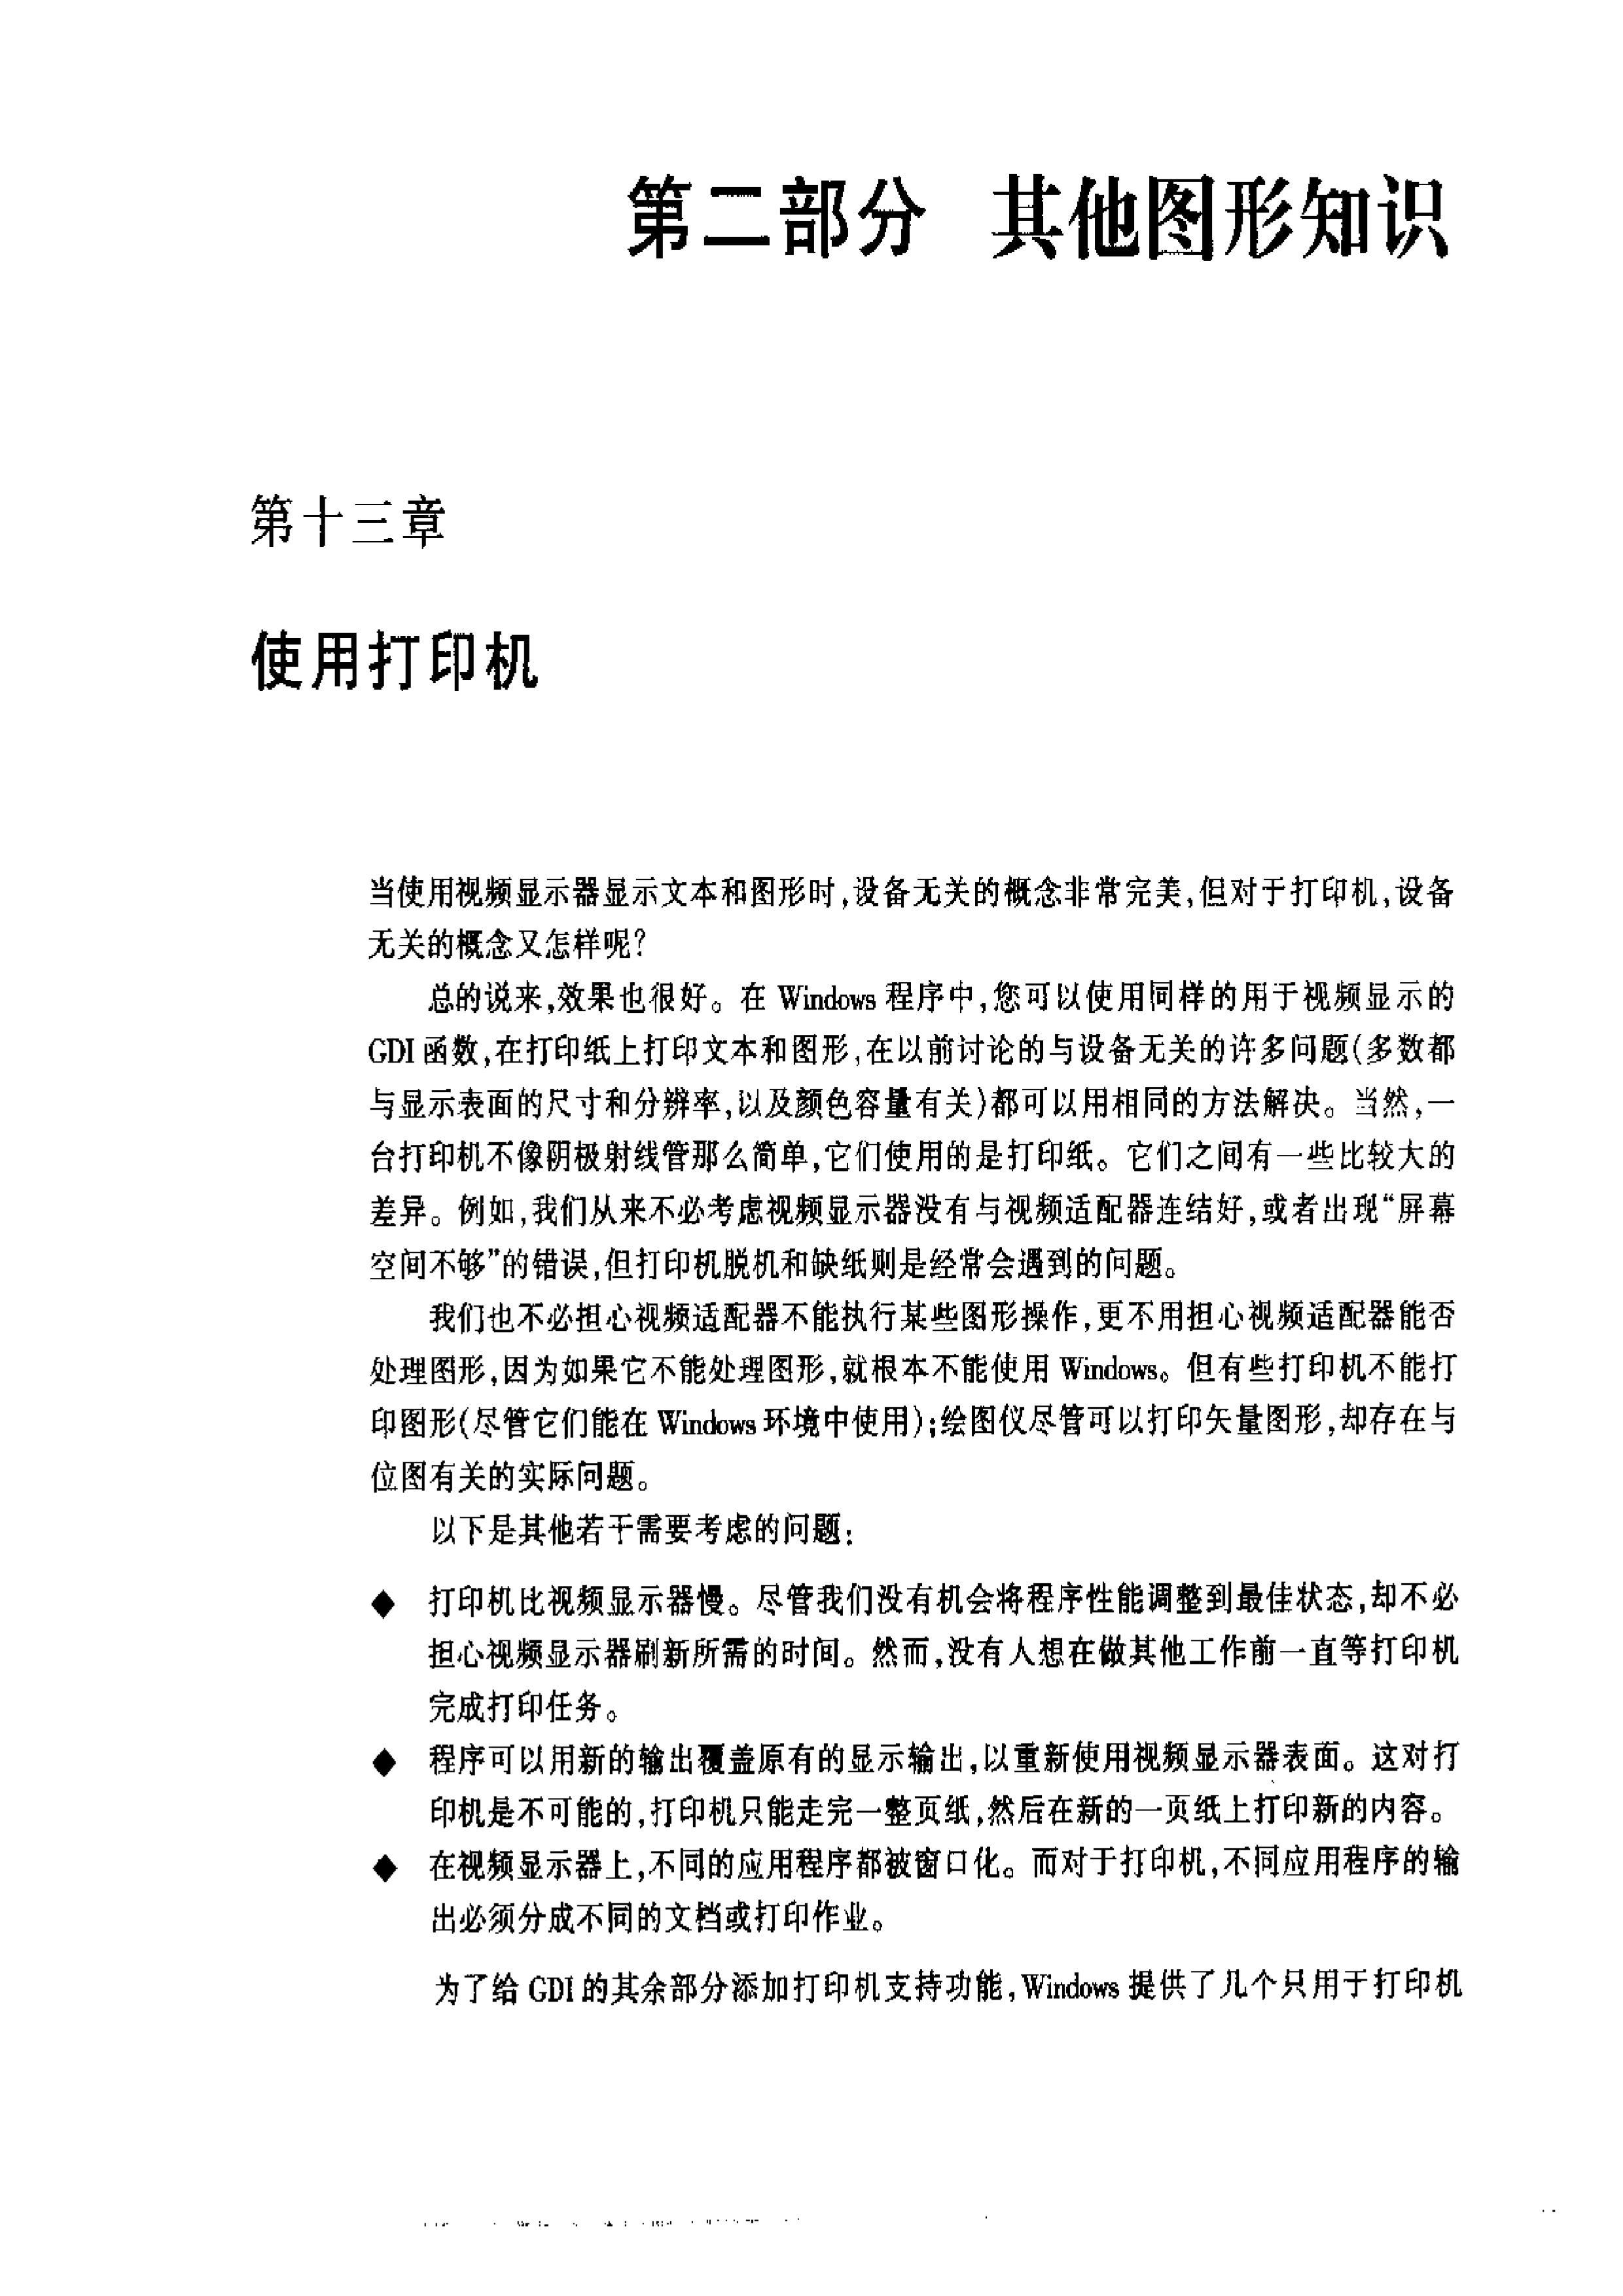 第二部分 其他图形知识
第十三章
使用打印机
当使用视频显示器显示文本和图形时,设备无关的概念非常完美,但对于打印机,设备
无关的概念又怎样呢?
总的说来,效果也很好。在 Windows 程序中,您可以使用同样的用于视频显示的
GDI 函数,在打印纸上打印文本和图形,在以前讨论的与设备无关的许多问题(多数都
与显示表面的尺寸和分辨率,以及颜色容量有关)都可以用相同的方法解决。当然,一
台打印机不像阴极射线管那么简单,它们使用的是打印纸。它们之间有一些比较大的
差异。例如,我们从来不必考虑视频显示器没有与视频适配器连结好,或者出现“屏幕
空间不够”的错误,但打印机脱机和缺纸则是经常会遇到的问题。
我们也不必担心视频适配器不能执行某些图形操作,更不用担心视频适配器能否
处理图形,因为如果它不能处理图形,就根本不能使用 Windows。但有些打印机不能打
印图形(尽管它们能在 Windows 环境中使用);绘图仪尽管可以打印矢量图形,却存在与
位图有关的实际问题。
以下是其他若干需要考虑的问题:
◆ 打印机比视频显示器慢。尽管我们没有机会将程序性能调整到最佳状态,却不必
担心视频显示器刷新所需的时间。然而,没有人想在做其他工作前一直等打印机
完成打印任务。
◆ 程序可以用新的输出覆盖原有的显示输出,以重新使用视频显示器表面。这对打
印机是不可能的,打印机只能走完一整页纸,然后在新的一页纸上打印新的内容。
◆ 在视频显示器上,不同的应用程序都被窗口化。而对于打印机,不同应用程序的输
出必须分成不同的文档或打印作业。
为了给 GDI 的其余部分添加打印机支持功能,Windows 提供了几个只用于打印机